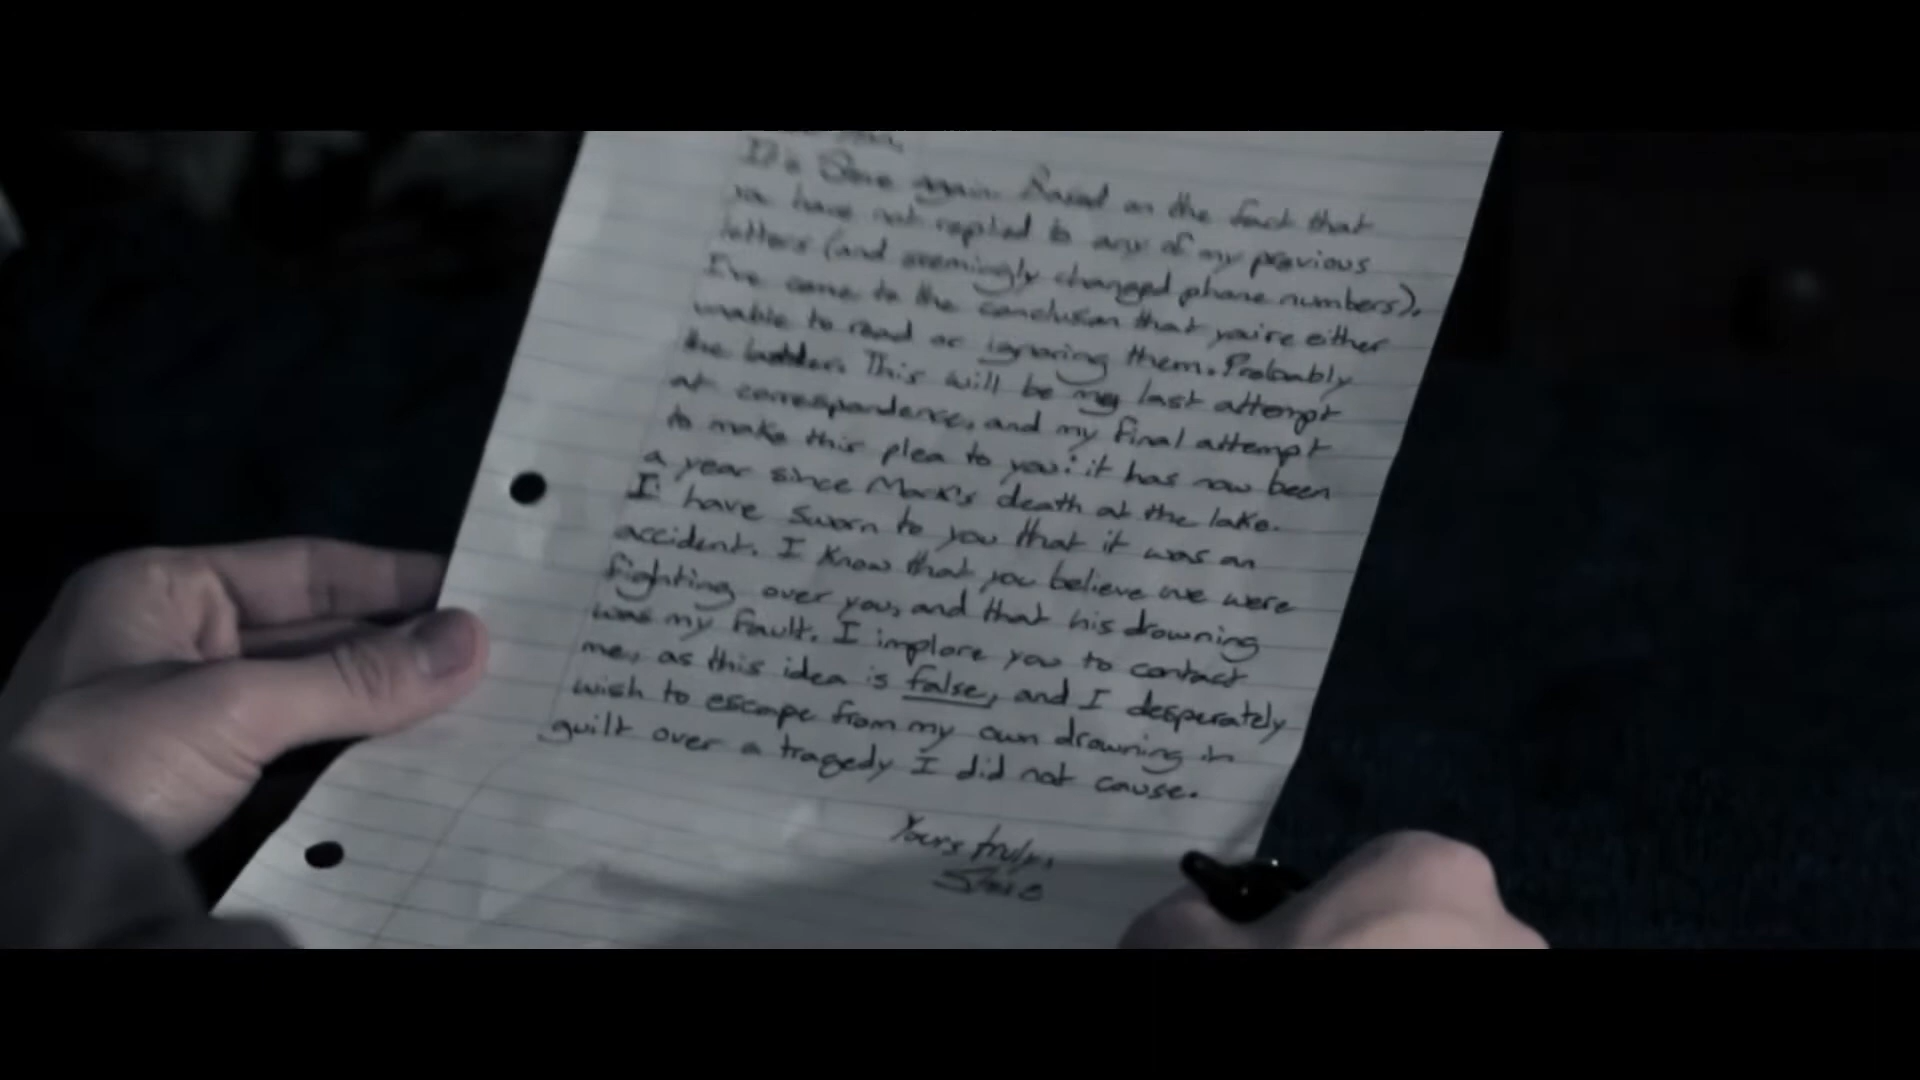 It's Steve again. Based on the fact that
you have not replied to any of my previous
letters (and seemingly changed phone numbers),
I've come to the conclusion that you're either
unable to read or ignoring them. Probably
the ladder. This will be my last attempt
at correspondence, and my final attempt
to make this plea to you: it has now been
a year since Mark's death at the lake.
I have sworn to you that it was an
accident. I know that you believe we were
fighting over you, and that his drowning
was my fault. I implore you to contact
me, as this idea is false, and I desperately
wish to escape from my own drowning in
guilt over a tragedy I did not cause.
Yours truly,
Steve